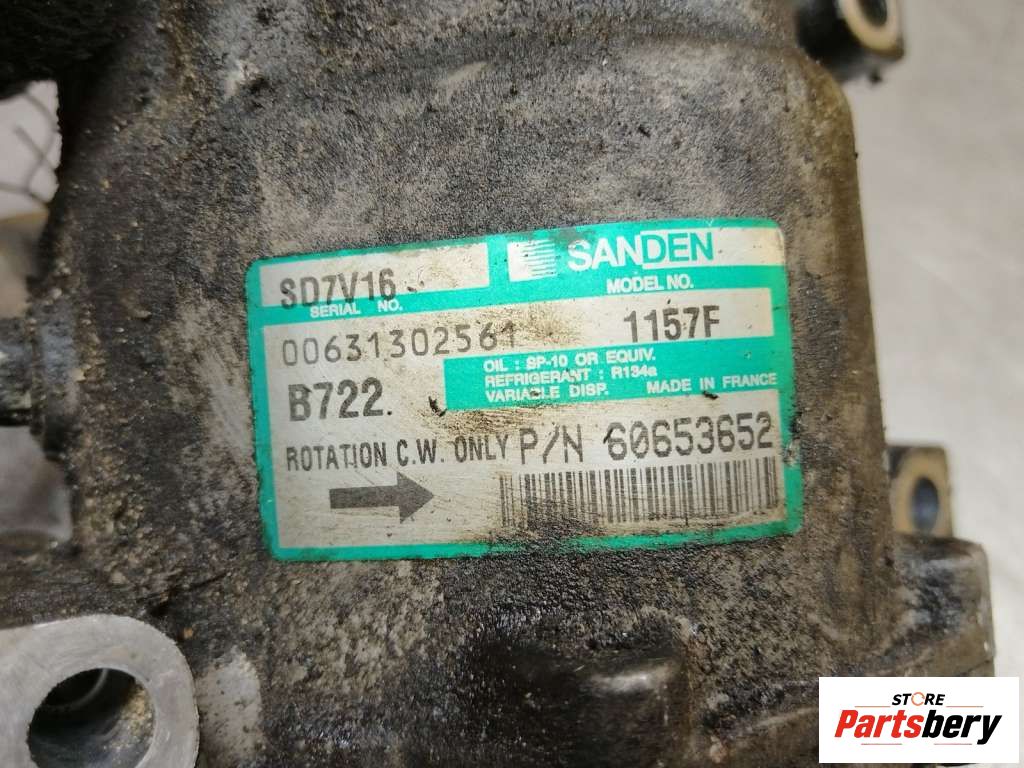 SANDEN
SD7V16
SERIAL NO.
MODEL NO.
00631302561
1157F
B722
OIL : SP-10 OR EQUIV.
REFRIGERANT : R134a
VARIABLE DISP. MADE IN FRANCE
ROTATION C.W. ONLY P/N 60653652
STORE
Partsbery